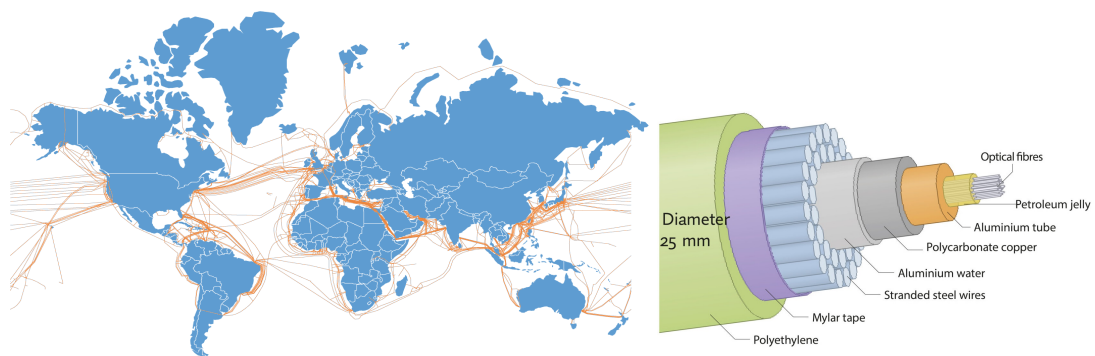 Optical fibres
Petroleum jelly
Aluminium tube
Polycarbonate copper
Aluminium water
Stranded steel wires
Mylar tape
Polyethylene
Diameter
25 mm